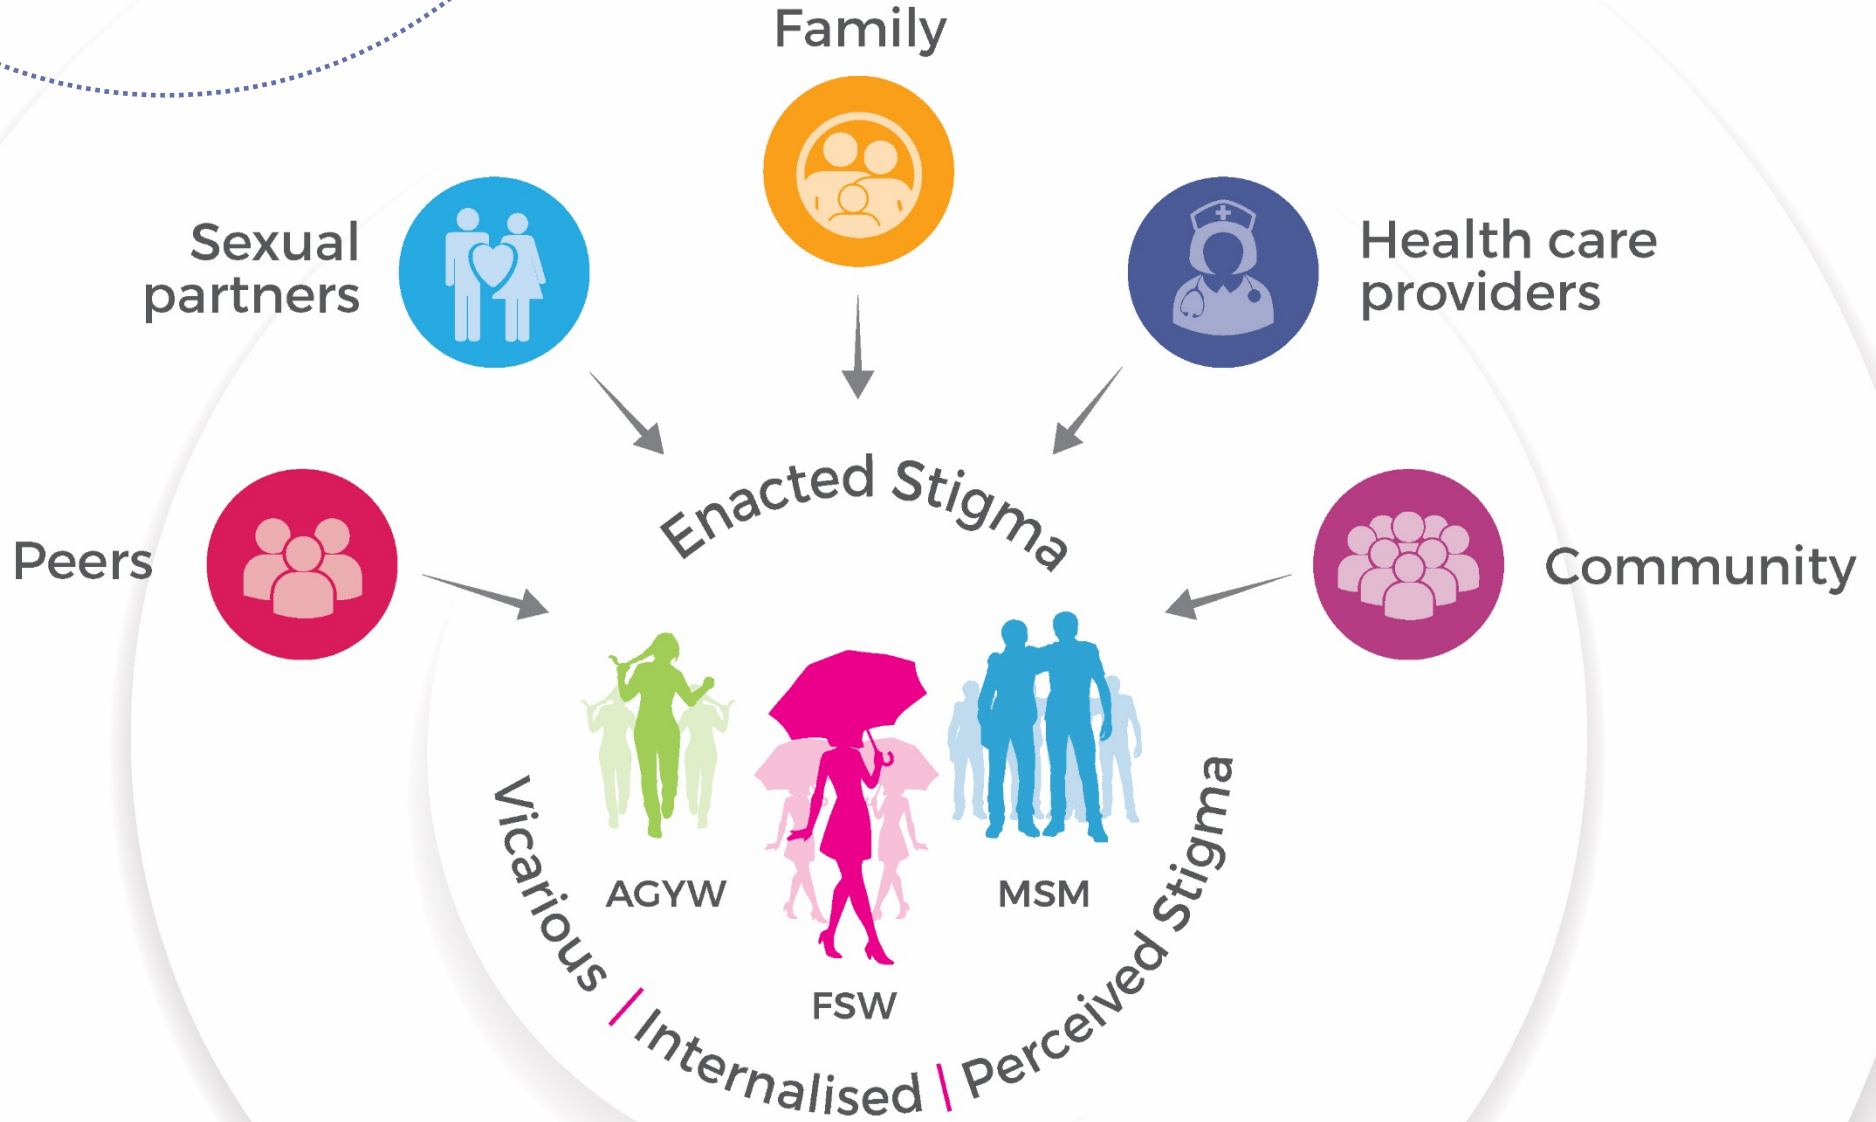 Family
Sexual
partners
Health care
providers
Enacted Stigma
Peers
Community
AGYW
MSM
FSW
Vicarious | Internalised | Perceived Stigma